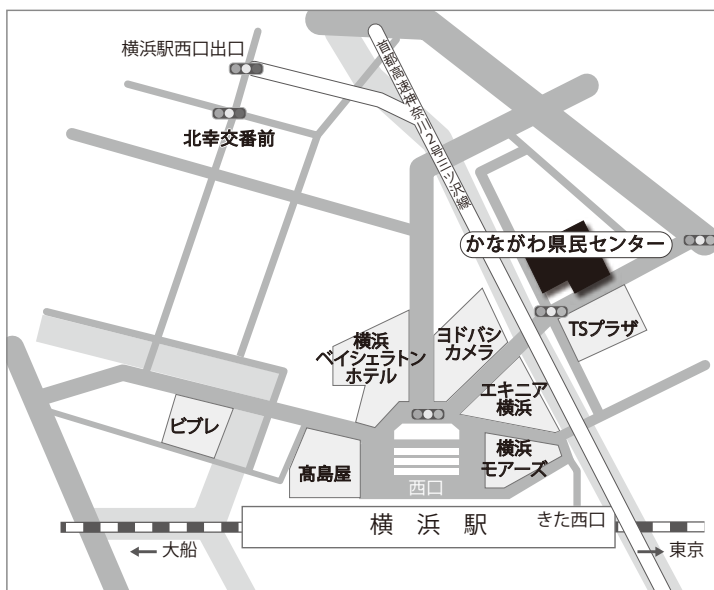 横浜駅西口出口
北幸交番前
首都高速神奈川2号三ツ沢線
かながわ県民センター
TSプラザ
横浜
ベイシェラトン
ホテル
ヨドバシ
カメラ
エキニア
横浜
ビブレ
髙島屋
横浜
モアーズ
西口
横浜駅
きた西口
←大船
→東京